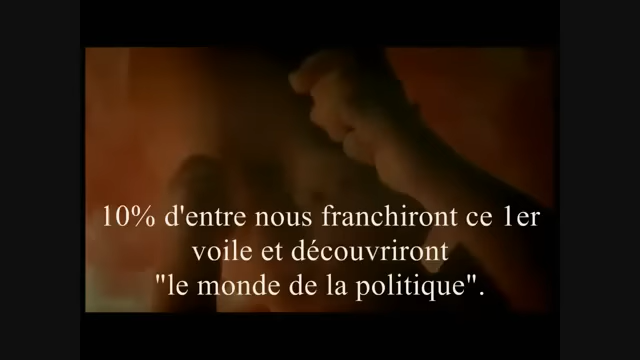 10% d'entre nous franchiront ce 1er
voile et découvriront
"le monde de la politique".